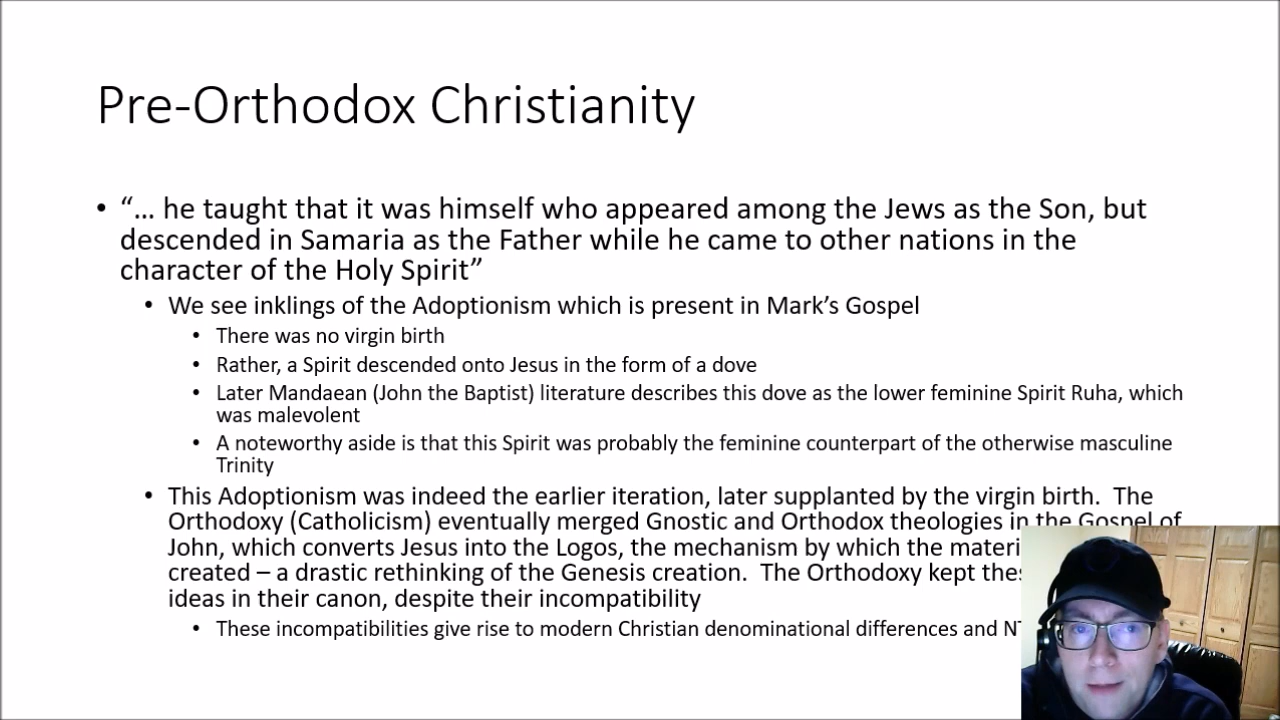 Pre-Orthodox Christianity
• “… he taught that it was himself who appeared among the Jews as the Son, but
descended in Samaria as the Father while he came to other nations in the
character of the Holy Spirit”
• We see inklings of the Adoptionism which is present in Mark’s Gospel
• There was no virgin birth
• Rather, a Spirit descended onto Jesus in the form of a dove
• Later Mandaean (John the Baptist) literature describes this dove as the lower feminine Spirit Ruha, which
was malevolent
• A noteworthy aside is that this Spirit was probably the feminine counterpart of the otherwise masculine
Trinity
• This Adoptionism was indeed the earlier iteration, later supplanted by the virgin birth.  The
Orthodoxy (Catholicism) eventually merged Gnostic and Orthodox theologies in the Gospel of
John, which converts Jesus into the Logos, the mechanism by which the
created – a drastic rethinking of the Genesis creation.  The Orthodoxy kept
ideas in their canon, despite their incompatibility
• These incompatibilities give rise to modern Christian denominational differences and